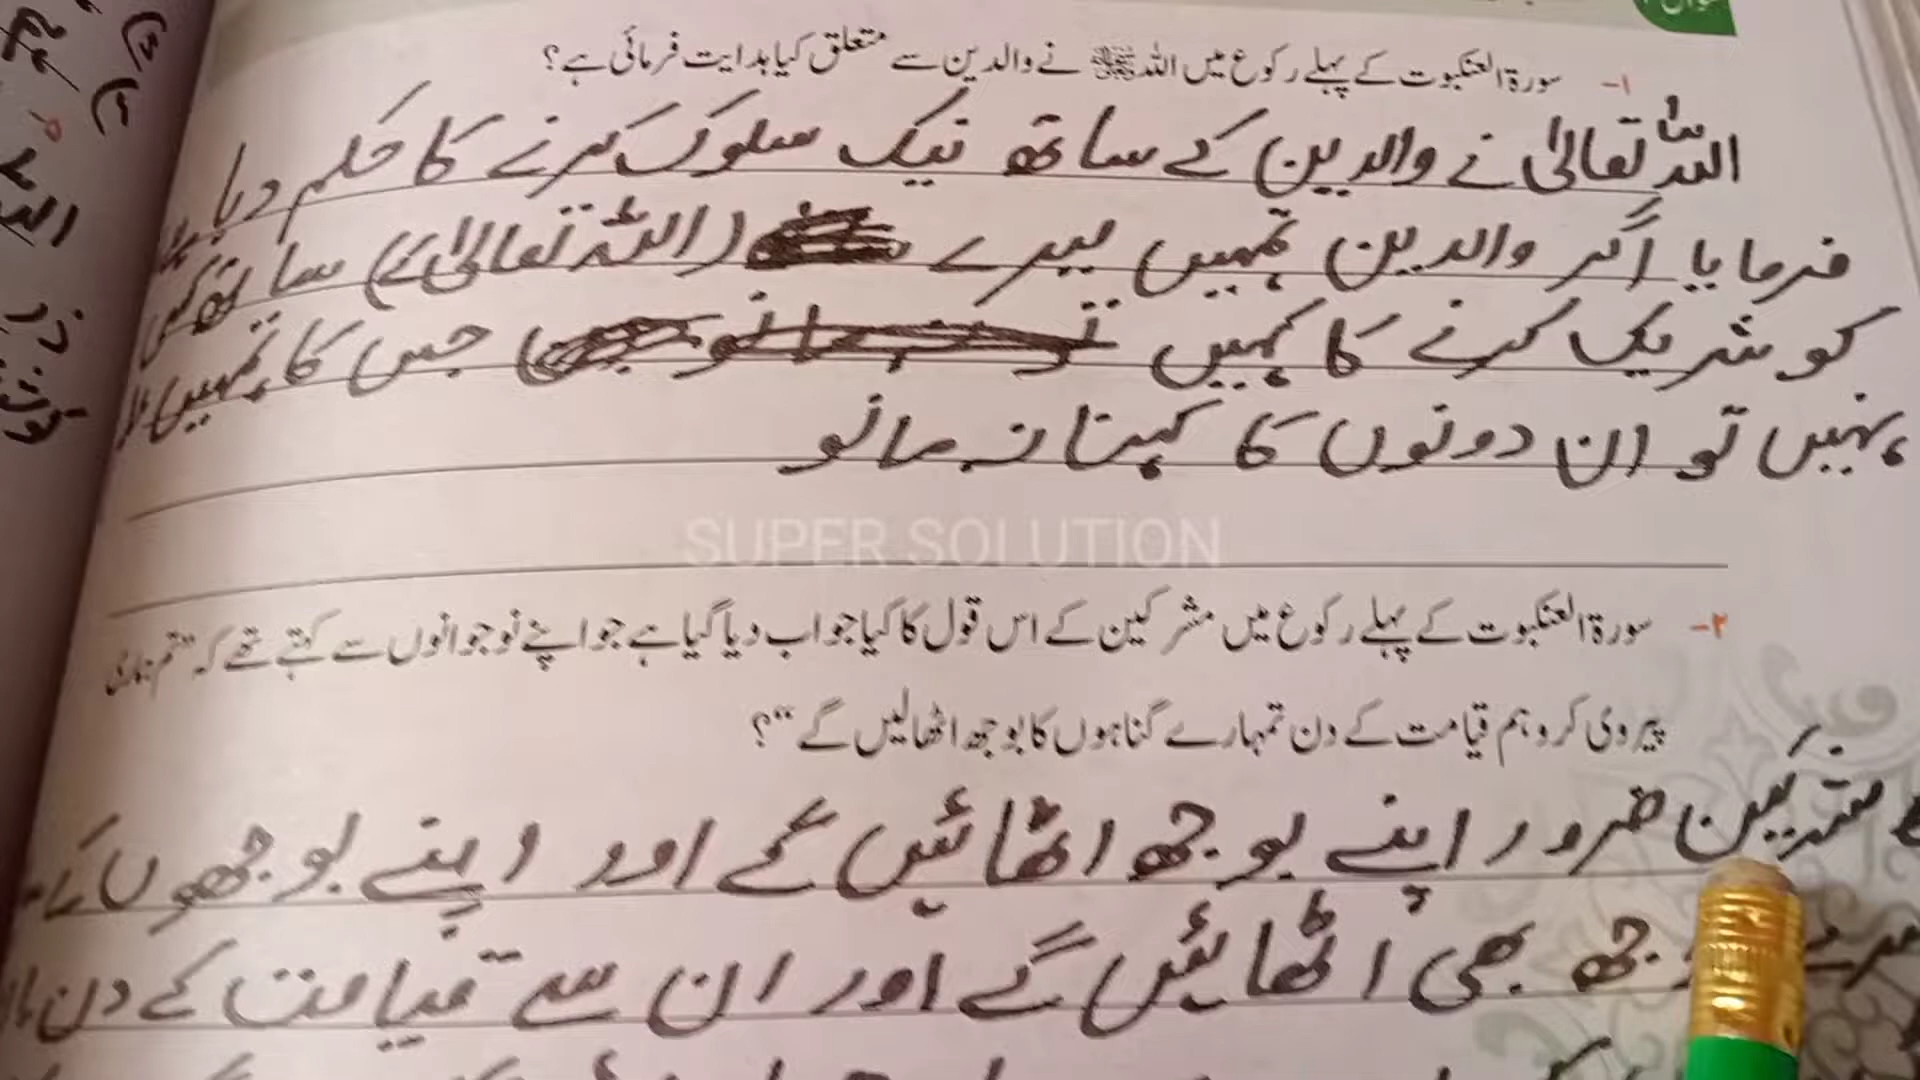 ۱- سورۃ العنکبوت کے پہلے رکوع میں اللہ ﷻ نے والدین سے متعلق کیا ہدایت فرمائی ہے؟
اللہ تعالیٰ نے والدین کے ساتھ نیک سلوک کرنے کا حکم دیا
فرمایا اگر والدین تمہیں میرے (اللہ تعالیٰ کے) ساتھ کسی
کو شریک کرنے کا کہیں جس کا تمہیں
نہیں تو ان دونوں کا کہنا نہ مانو
SUPER SOLUTION
۲- سورۃ العنکبوت کے پہلے رکوع میں مشرکین کے اس قول کا کیا جواب دیا گیا ہے جو اپنے نوجوانوں سے کہتے تھے کہ "تم ہماری
پیروی کرو ہم قیامت کے دن تمہارے گناہوں کا بوجھ اٹھا لیں گے"؟
مشرکین ضرور اپنے بوجھ اٹھائیں گے اور اپنے بوجھوں کے
بھی اٹھائیں گے اور ان سے قیامت کے دن